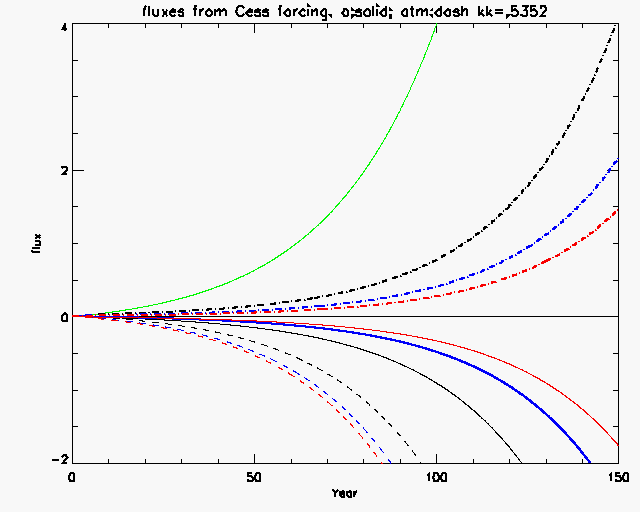 fluxes from Cess forcing, o;solid; atm;dash kk=,5352
4
2
flux
0
-2
0 50 100 150
Year